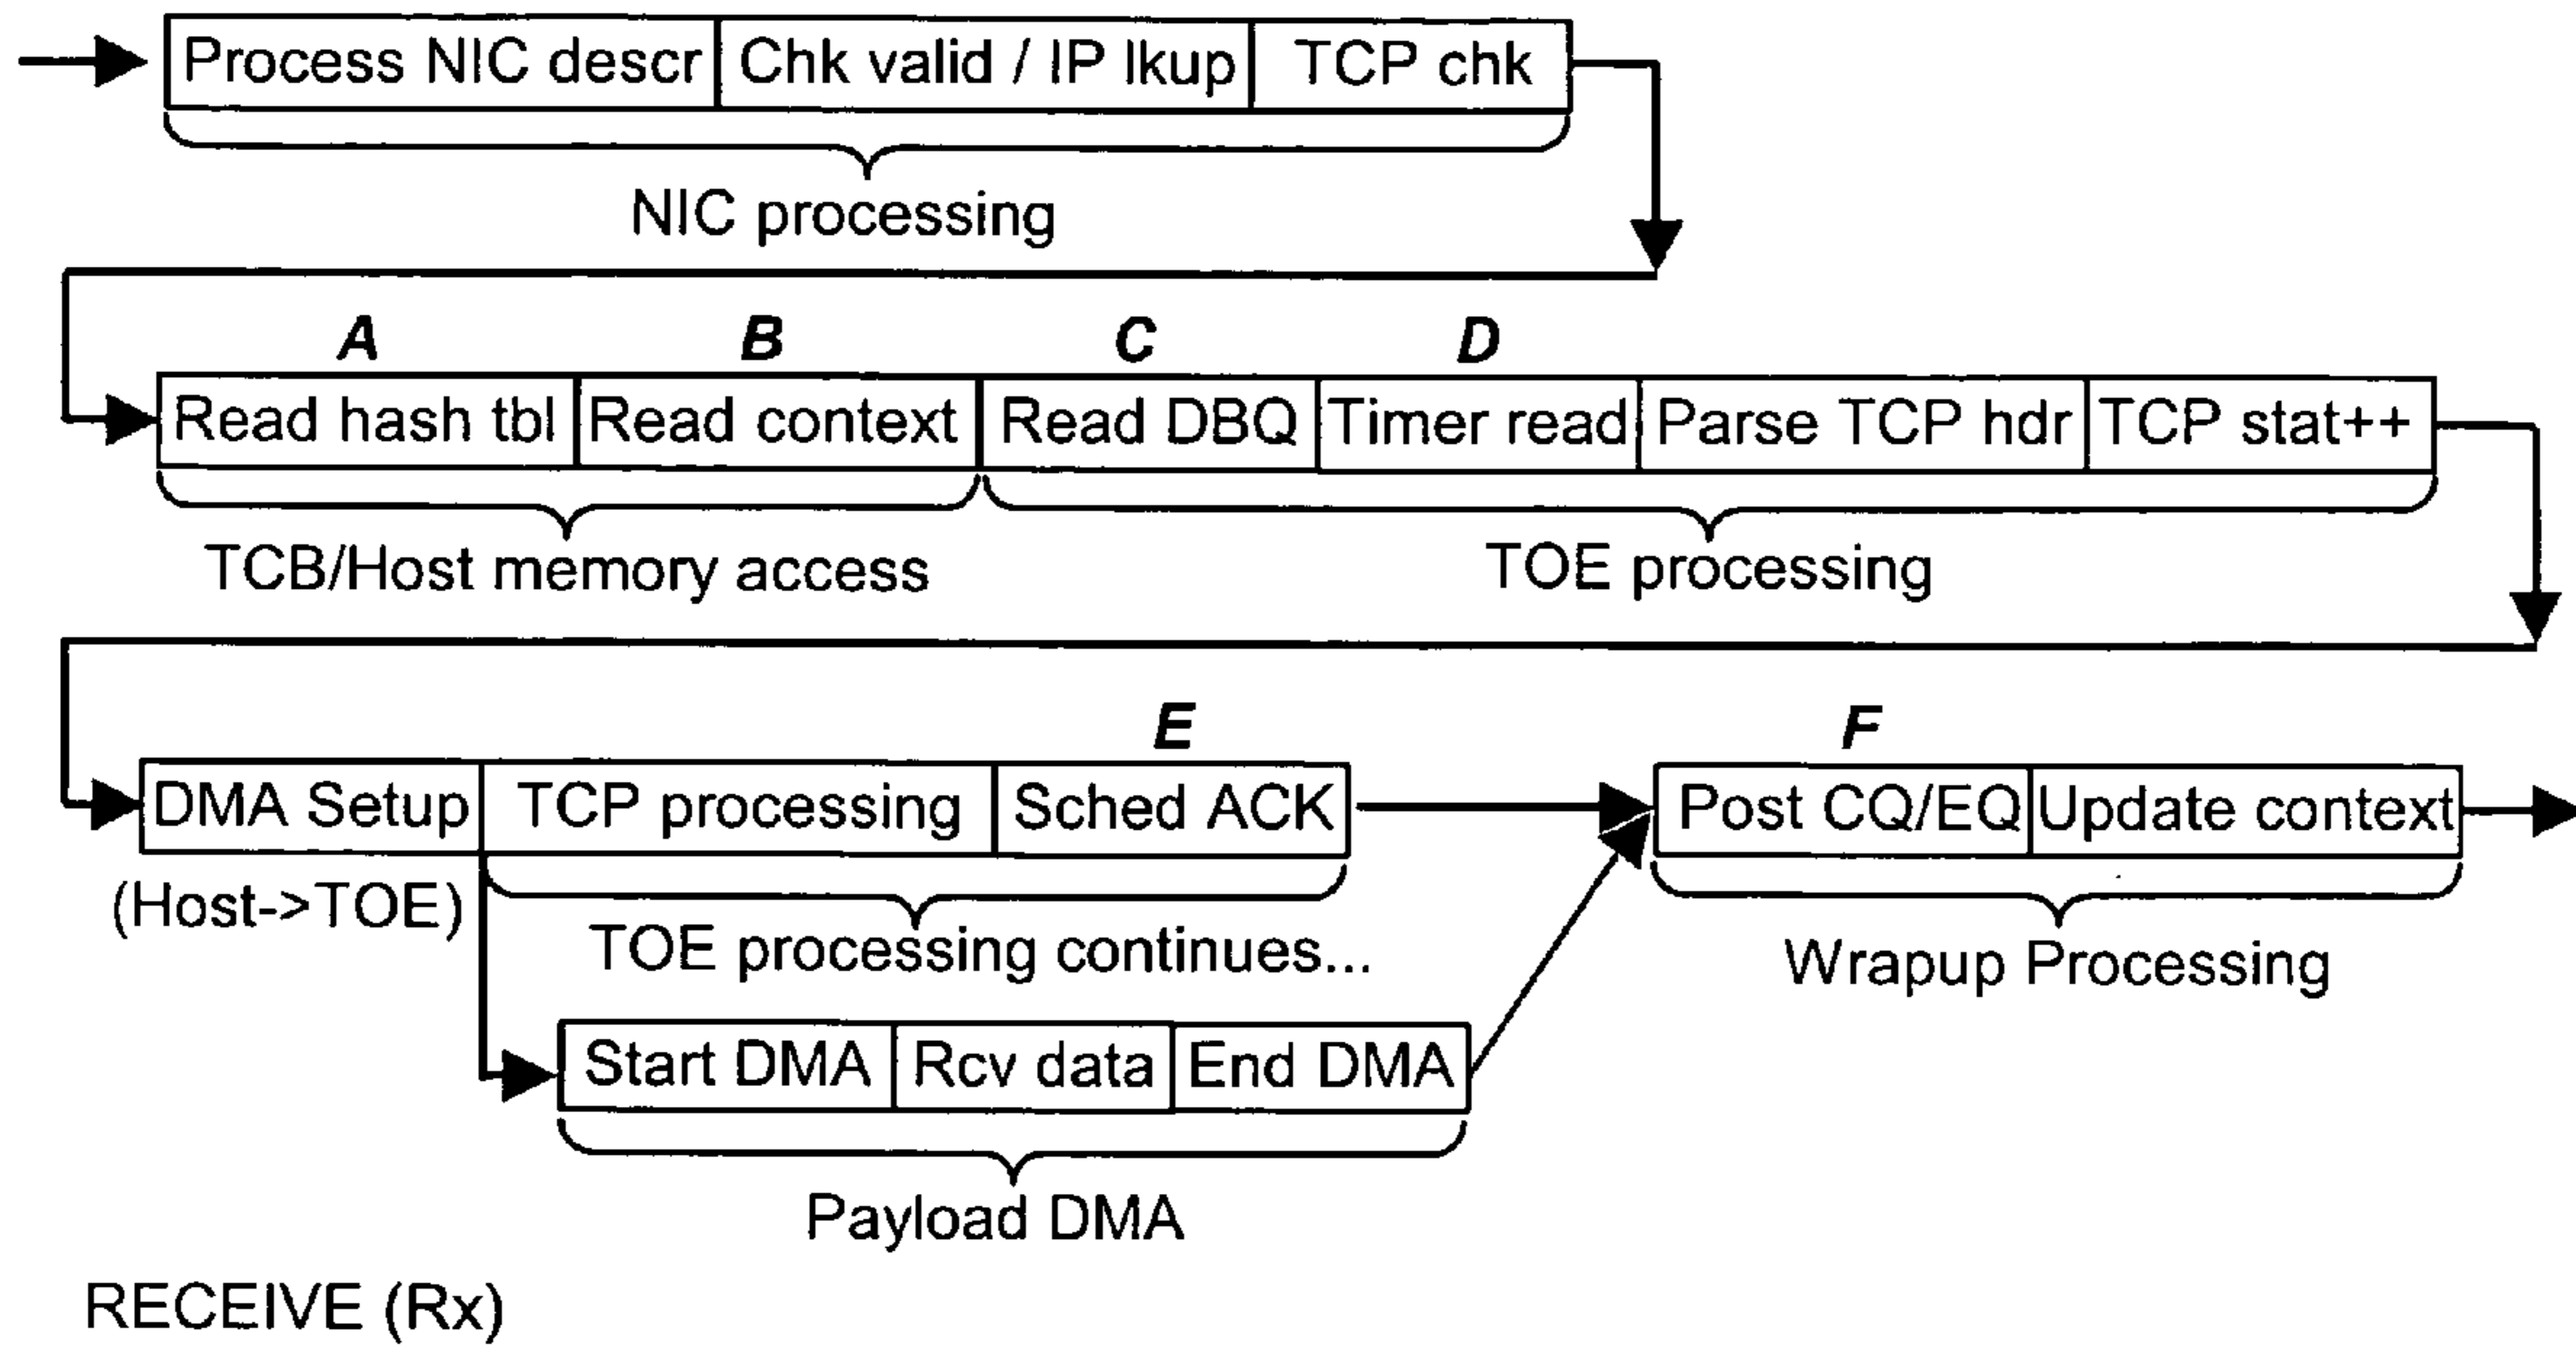 Process NIC descr Chk valid / IP lkup TCP chk
NIC processing
A B C D
Read hash tbl Read context Read DBQ Timer read Parse TCP hdr TCP stat++
TCB/Host memory access TOE processing
E F
DMA Setup TCP processing Sched ACK Post CQ/EQ Update context
(Host->TOE)
TOE processing continues...
Wrapup Processing
Start DMA Rcv data End DMA
Payload DMA
RECEIVE (Rx)